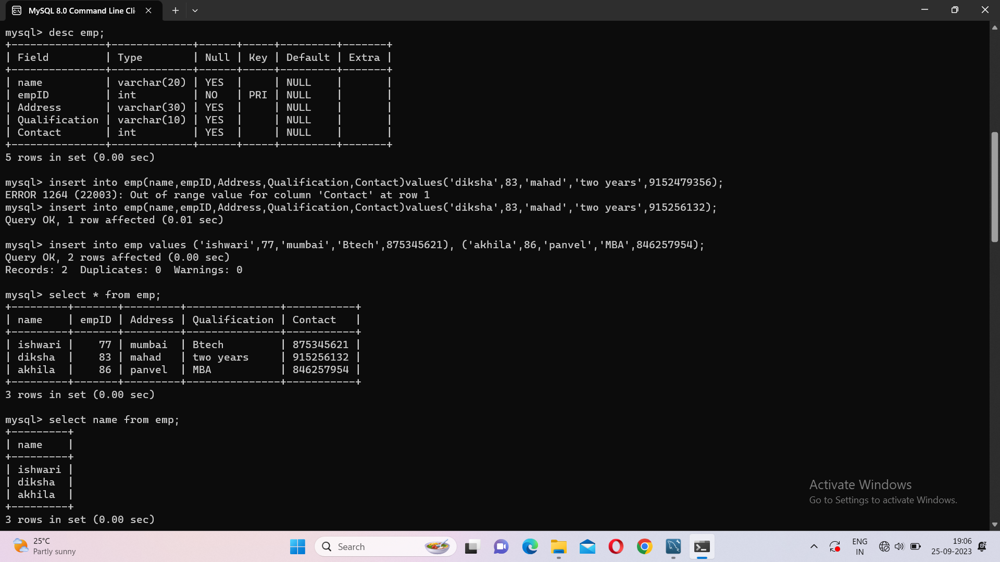 MySQL 8.0 Command Line Cli
mysql> desc emp;
+---------------+-------------+------+-----+---------+-------+
| Field         | Type        | Null | Key | Default | Extra |
+---------------+-------------+------+-----+---------+-------+
| name          | varchar(20) | YES  |     | NULL    |       |
| empID         | int         | NO   | PRI | NULL    |       |
| Address       | varchar(30) | YES  |     | NULL    |       |
| Qualification | varchar(10) | YES  |     | NULL    |       |
| Contact       | int         | YES  |     | NULL    |       |
+---------------+-------------+------+-----+---------+-------+
5 rows in set (0.00 sec)
mysql> insert into emp(name,empID,Address,Qualification,Contact)values('diksha',83,'mahad','two years',9152479356);
ERROR 1264 (22003): Out of range value for column 'Contact' at row 1
mysql> insert into emp(name,empID,Address,Qualification,Contact)values('diksha',83,'mahad','two years',915256132);
Query OK, 1 row affected (0.01 sec)
mysql> insert into emp values ('ishwari',77,'mumbai','Btech',875345621), ('akhila',86,'panvel','MBA',846257954);
Query OK, 2 rows affected (0.00 sec)
Records: 2  Duplicates: 0  Warnings: 0
mysql> select * from emp;
+---------+-------+---------+---------------+-----------+
| name    | empID | Address | Qualification | Contact   |
+---------+-------+---------+---------------+-----------+
| ishwari |    77 | mumbai  | Btech         | 875345621 |
| diksha  |    83 | mahad   | two years     | 915256132 |
| akhila  |    86 | panvel  | MBA           | 846257954 |
+---------+-------+---------+---------------+-----------+
3 rows in set (0.00 sec)
mysql> select name from emp;
+---------+
| name    |
+---------+
| ishwari |
| diksha  |
| akhila  |
+---------+
3 rows in set (0.00 sec)
Activate Windows
Go to Settings to activate Windows.
25°C
Partly sunny
Search
ENG
IN
19:06
25-09-2023